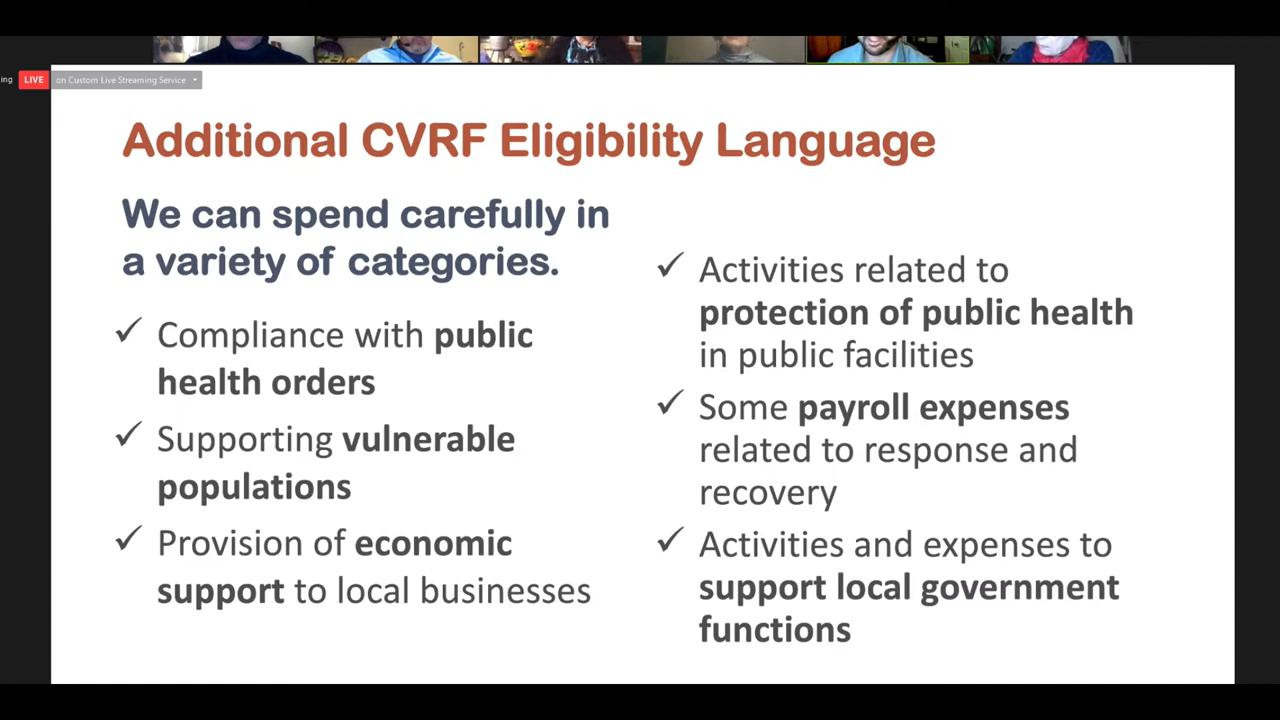 ing LIVE on Custom Live Streaming Service
Additional CVRF Eligibility Language
We can spend carefully in
a variety of categories.
✓ Compliance with public
health orders
✓ Supporting vulnerable
populations
✓ Provision of economic
support to local businesses
✓ Activities related to
protection of public health
in public facilities
✓ Some payroll expenses
related to response and
recovery
✓ Activities and expenses to
support local government
functions